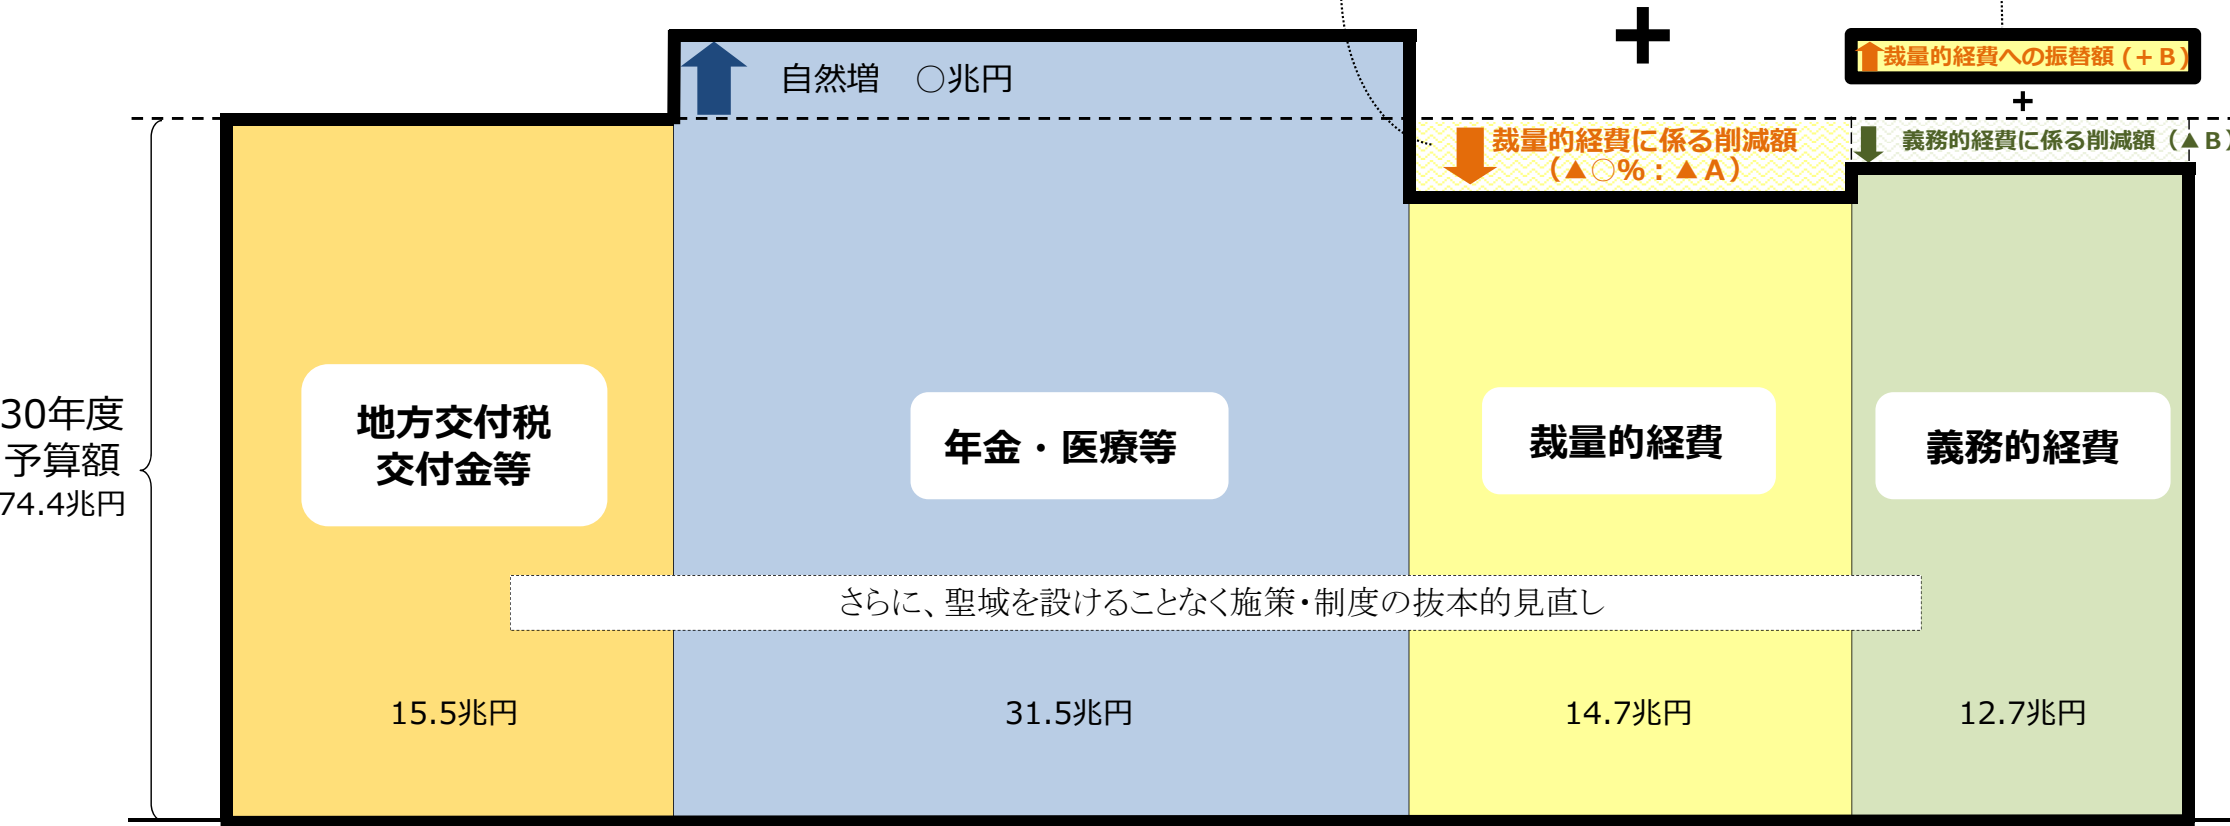 +
裁量的経費への振替額(+B)
+
自然増　○兆円
裁量的経費に係る削減額
（▲○%：▲A）
義務的経費に係る削減額（▲B）
30年度
予算額
74.4兆円
地方交付税
交付金等
年金・医療等
裁量的経費
義務的経費
さらに、聖域を設けることなく施策・制度の抜本的見直し
15.5兆円
31.5兆円
14.7兆円
12.7兆円